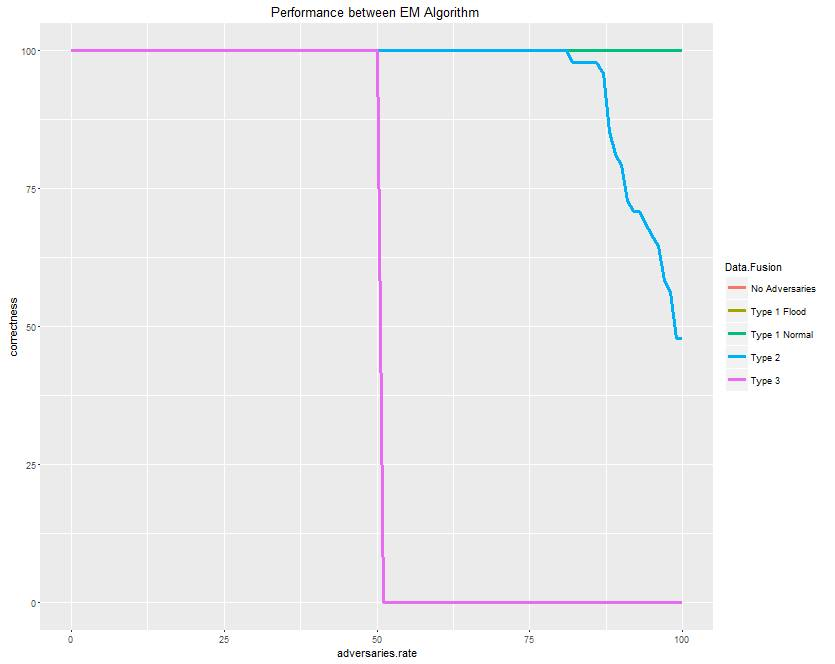 Performance between EM Algorithm
correctness
100
75
50
25
0
0 25 50 75 100
adversaries.rate
Data.Fusion
No Adversaries
Type 1 Flood
Type 1 Normal
Type 2
Type 3